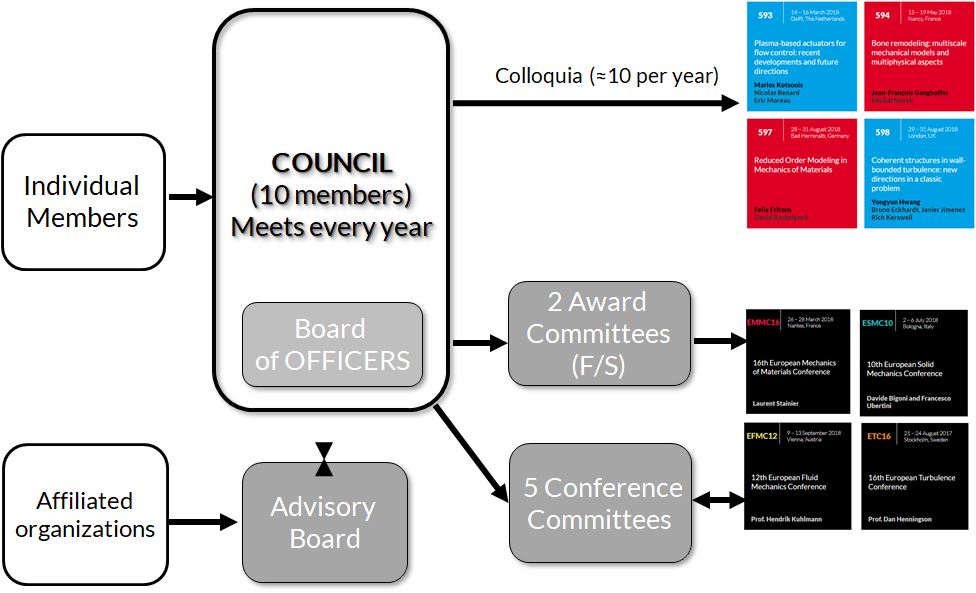 Individual
Members
COUNCIL
(10 members)
Meets every year
Board
of OFFICERS
Affiliated
organizations
Advisory
Board
Colloquia (≈10 per year)
2 Award
Committees
(F/S)
5 Conference
Committees
593
14 – 16 March 2018
Delft, The Netherlands
Plasma-based actuators for
flow control: recent
developments and future
directions
Marios Kotsonis
Nicolas Benard
Eric Moreau
594
15 – 19 May 2018
Nancy, France
Bone remodeling: multiscale
mechanical models and
multiphysical aspects
Jean-François Ganghoffer
597
28 – 31 August 2018
Bad Herrenalb, Germany
Reduced Order Modeling in
Mechanics of Materials
Felix Fritzen
598
29 – 31 August 2018
London, UK
Coherent structures in wall-
bounded turbulence: new
directions in a classic
problem
Yongyun Hwang
Bruno Eckhardt, Javier Jimenez
Rich Kerswell
EMMC16
26 – 28 March 2018
Nantes, France
16th European Mechanics
of Materials Conference
Laurent Stainier
ESMC10
2 – 6 July 2018
Bologna, Italy
10th European Solid
Mechanics Conference
Davide Bigoni and Francesco
Ubertini
EFMC12
9 – 13 September 2018
Vienna, Austria
12th European Fluid
Mechanics Conference
Prof. Hendrik Kuhlmann
ETC16
21 – 24 August 2017
Stockholm, Sweden
16th European Turbulence
Conference
Prof. Dan Henningson